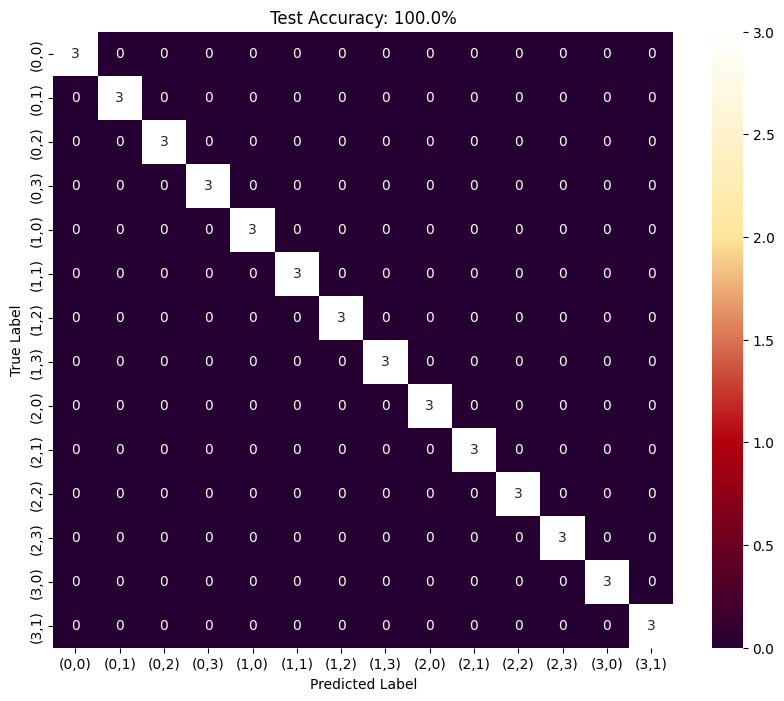 Test Accuracy: 100.0%
(0,0) 3 0 0 0 0 0 0 0 0 0 0 0 0 0
(0,1) 0 3 0 0 0 0 0 0 0 0 0 0 0 0
(0,2) 0 0 3 0 0 0 0 0 0 0 0 0 0 0
(0,3) 0 0 0 3 0 0 0 0 0 0 0 0 0 0
(1,0) 0 0 0 0 3 0 0 0 0 0 0 0 0 0
(1,1) 0 0 0 0 0 3 0 0 0 0 0 0 0 0
(1,2) 0 0 0 0 0 0 3 0 0 0 0 0 0 0
(1,3) 0 0 0 0 0 0 0 3 0 0 0 0 0 0
(2,0) 0 0 0 0 0 0 0 0 3 0 0 0 0 0
(2,1) 0 0 0 0 0 0 0 0 0 3 0 0 0 0
(2,2) 0 0 0 0 0 0 0 0 0 0 3 0 0 0
(2,3) 0 0 0 0 0 0 0 0 0 0 0 3 0 0
(3,0) 0 0 0 0 0 0 0 0 0 0 0 0 3 0
(3,1) 0 0 0 0 0 0 0 0 0 0 0 0 0 3
(0,0) (0,1) (0,2) (0,3) (1,0) (1,1) (1,2) (1,3) (2,0) (2,1) (2,2) (2,3) (3,0) (3,1)
Predicted Label
True Label
3.0
2.5
2.0
1.5
1.0
0.5
0.0